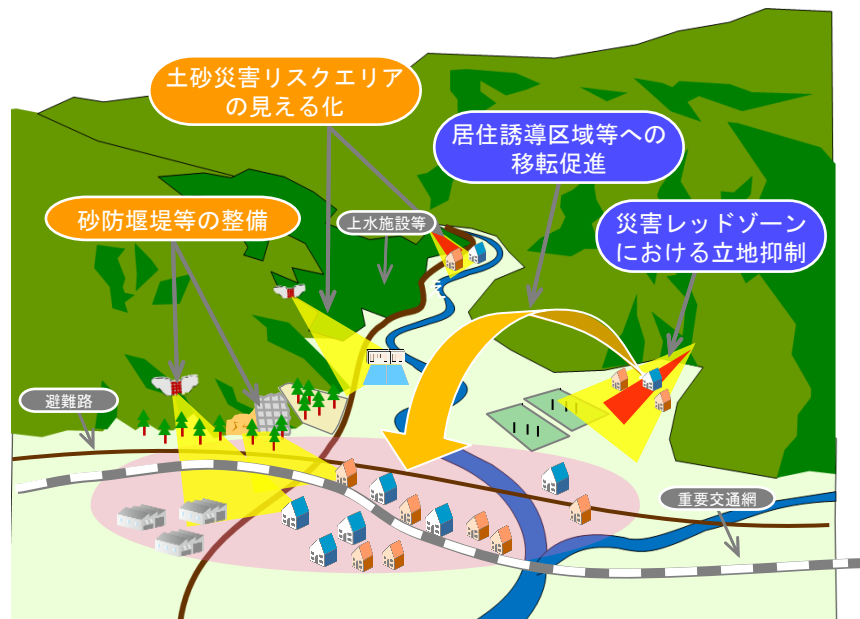 土砂災害リスクエリア
の見える化
居住誘導区域等への
移転促進
砂防堰堤等の整備
上水施設等
災害レッドゾーン
における立地抑制
避難路
重要交通網